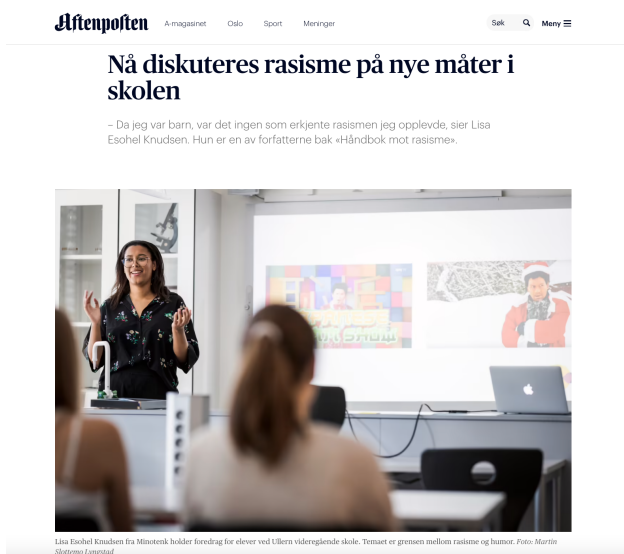 Aftenposten A-magasinet Oslo Sport Meninger Søk Meny
Nå diskuteres rasisme på nye måter i
skolen
– Da jeg var barn, var det ingen som erkjente rasismen jeg opplevde, sier Lisa
Esohel Knudsen. Hun er en av forfatterne bak «Håndbok mot rasisme».
SHOW
Lisa Esohel Knudsen fra Minotenk holder foredrag for elever ved Ullern videregående skole. Temaet er grensen mellom rasisme og humor. Foto: Martin
Slottemo Lyngstad